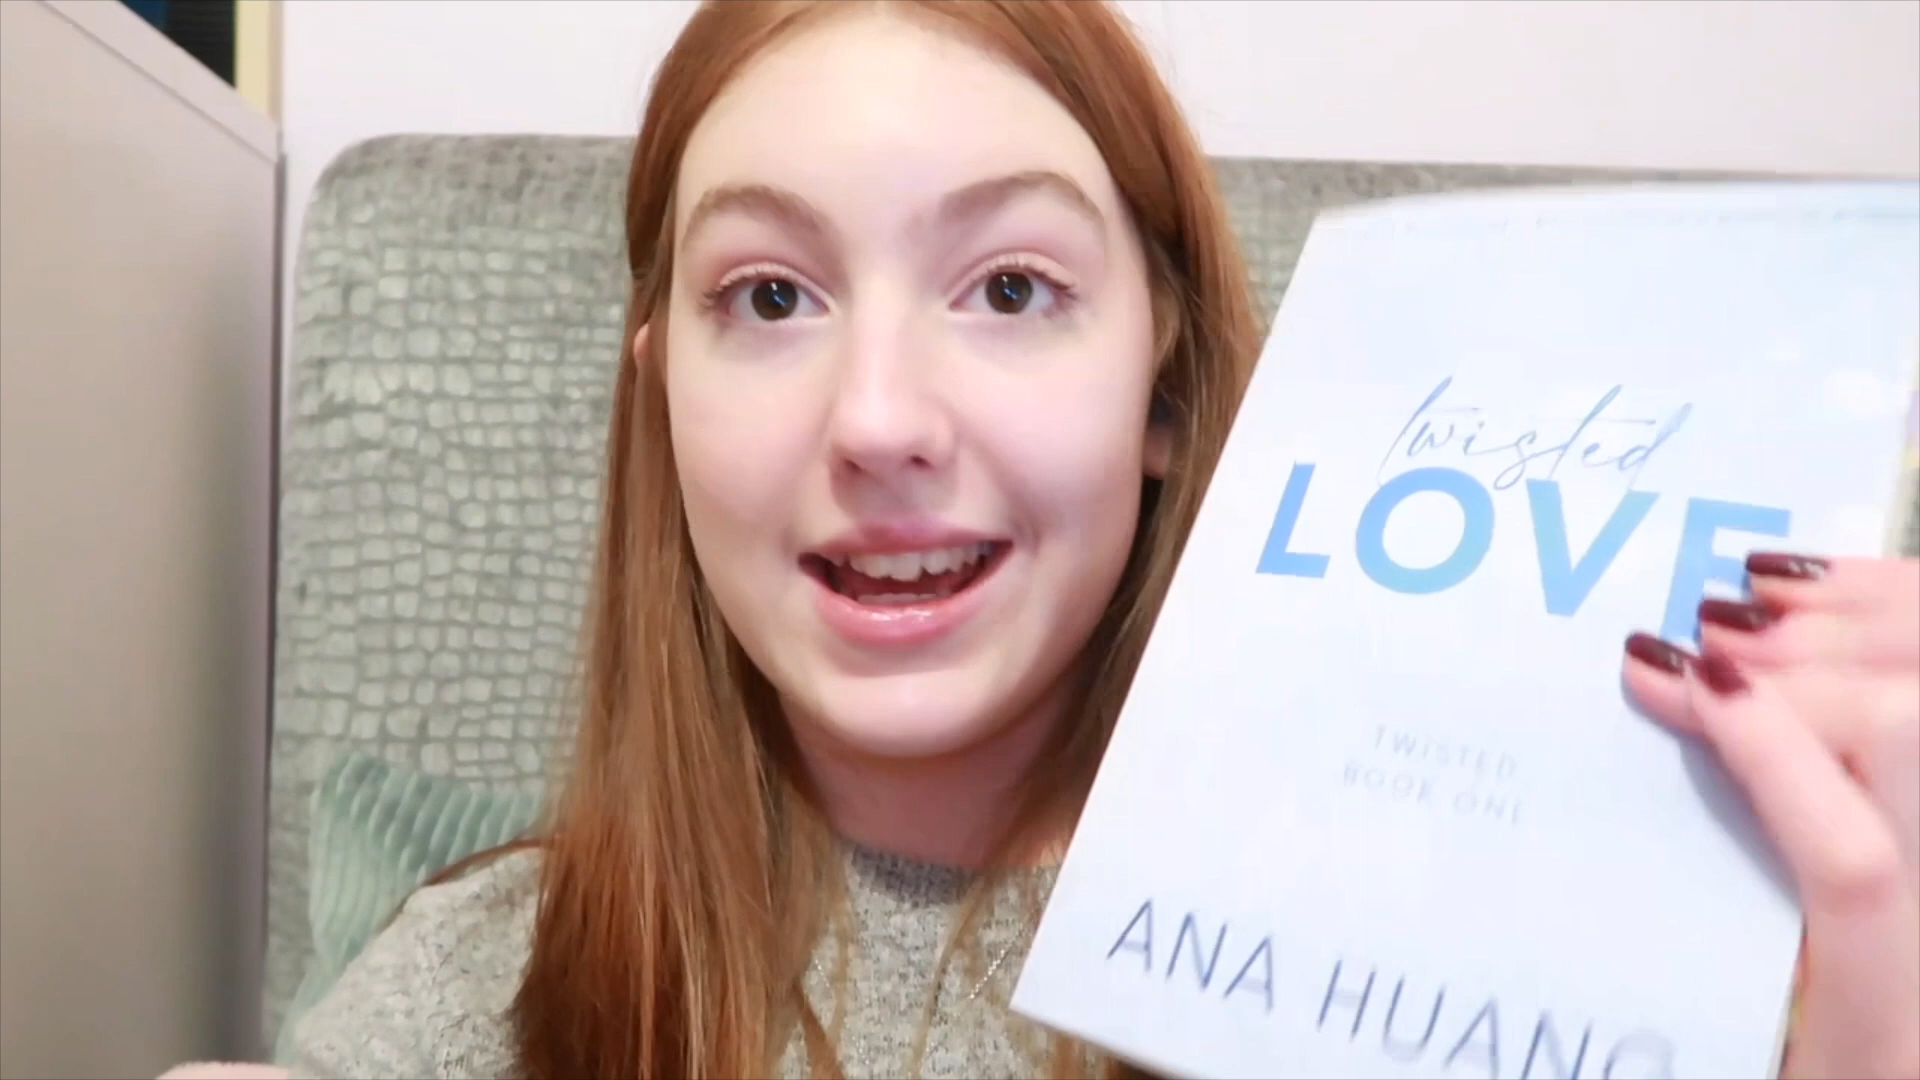 twisted
LOVE
TWISTED
BOOK ONE
ANA HUANG